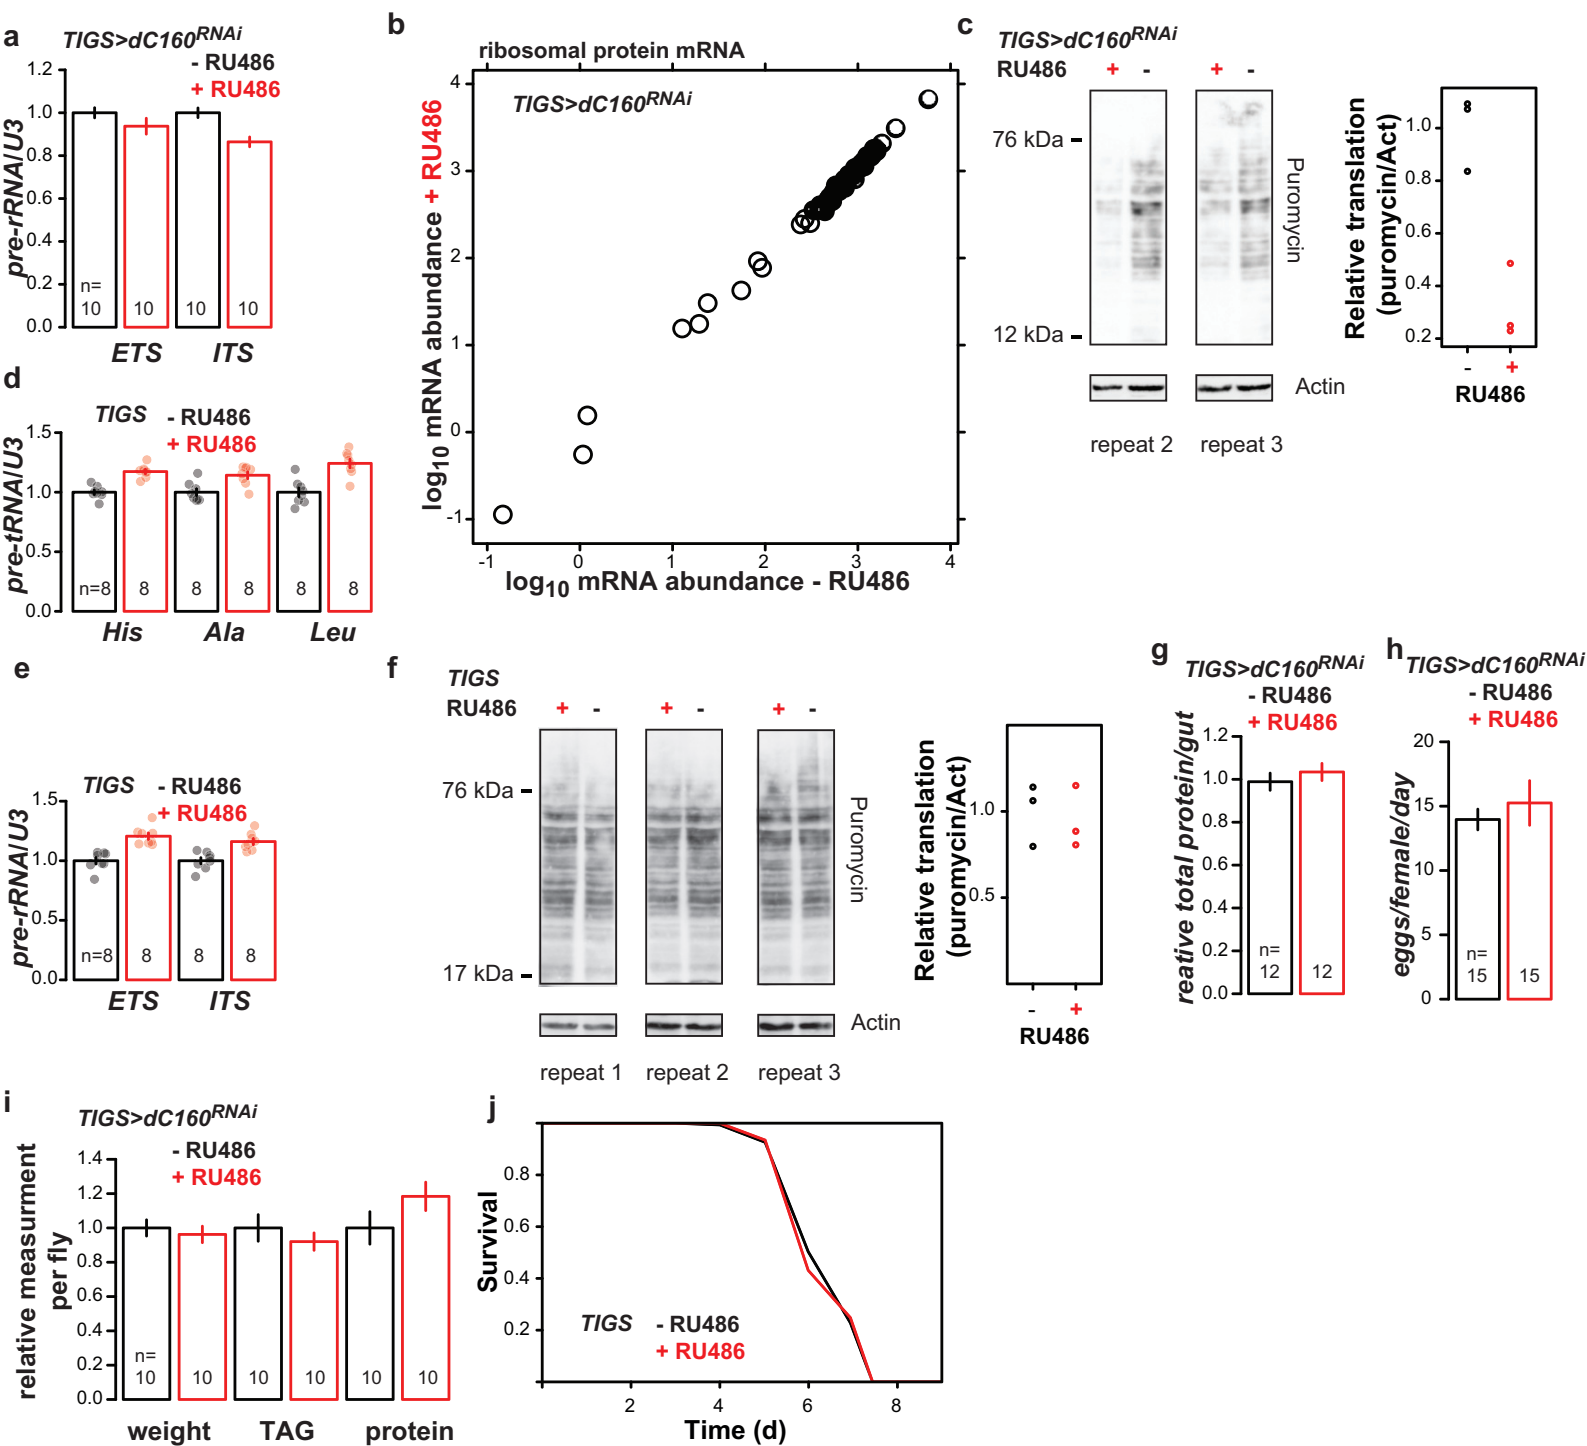 a
TIGS>dC160RNAi
- RU486
+ RU486
pre-rRNA/U3
1.2
1.0
0.8
0.6
0.4
0.2
0.0
n=
10
10
10
10
ETS
ITS
b
ribosomal protein mRNA
TIGS>dC160RNAi
log10 mRNA abundance + RU486
4
3
2
1
0
-1
-1
0
1
2
3
4
log10 mRNA abundance - RU486
c
TIGS>dC160RNAi
RU486 + - + -
76 kDa
12 kDa
Puromycin
Actin
repeat 2
repeat 3
Relative translation
(puromycin/Act)
1.0
0.8
0.6
0.4
0.2
- +
RU486
d
TIGS
- RU486
+ RU486
pre-tRNA/U3
1.5
1.0
0.5
0.0
n=8
8
8
8
8
8
His
Ala
Leu
e
TIGS
- RU486
+ RU486
pre-rRNA/U3
1.5
1.0
0.5
0.0
n=8
8
8
8
ETS
ITS
f
TIGS
RU486 + - + - + -
76 kDa
17 kDa
Puromycin
Actin
repeat 1
repeat 2
repeat 3
Relative translation
(puromycin/Act)
1.0
0.5
- +
RU486
g
TIGS>dC160RNAi
- RU486
+ RU486
reative total protein/gut
1.2
1.0
0.8
0.6
0.4
0.2
0.0
n=
12
12
h
TIGS>dC160RNAi
- RU486
+ RU486
eggs/female/day
20
15
10
5
0
n=
15
15
i
TIGS>dC160RNAi
- RU486
+ RU486
relative measurment
per fly
1.4
1.2
1.0
0.8
0.6
0.4
0.2
0.0
n=
10
10
10
10
10
10
weight
TAG
protein
j
Survival
0.8
0.6
0.4
0.2
TIGS
- RU486
+ RU486
2
4
6
8
Time (d)